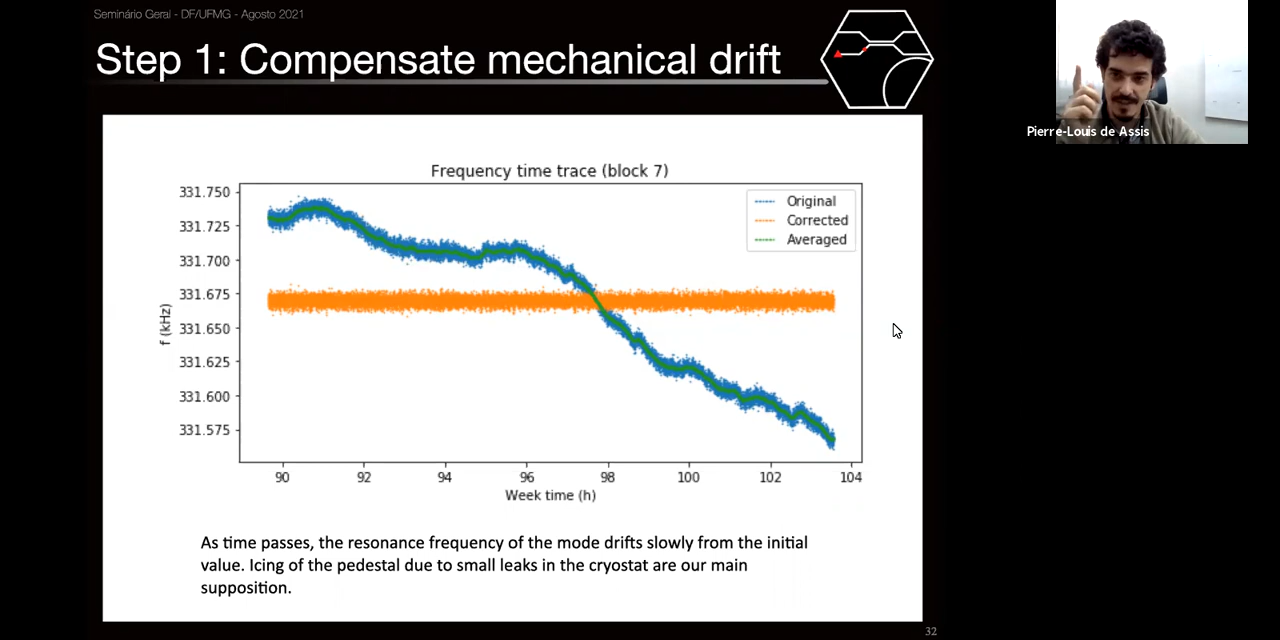 Seminário Geral - DF/UFMG - Agosto 2021
Step 1: Compensate mechanical drift
Pierre-Louis de Assis
Frequency time trace (block 7)
331.750
331.725
331.700
331.675
331.650
331.625
331.600
331.575
f (kHz)
Original
Corrected
Averaged
90 92 94 96 98 100 102 104
Week time (h)
As time passes, the resonance frequency of the mode drifts slowly from the initial
value. Icing of the pedestal due to small leaks in the cryostat are our main
supposition.
32